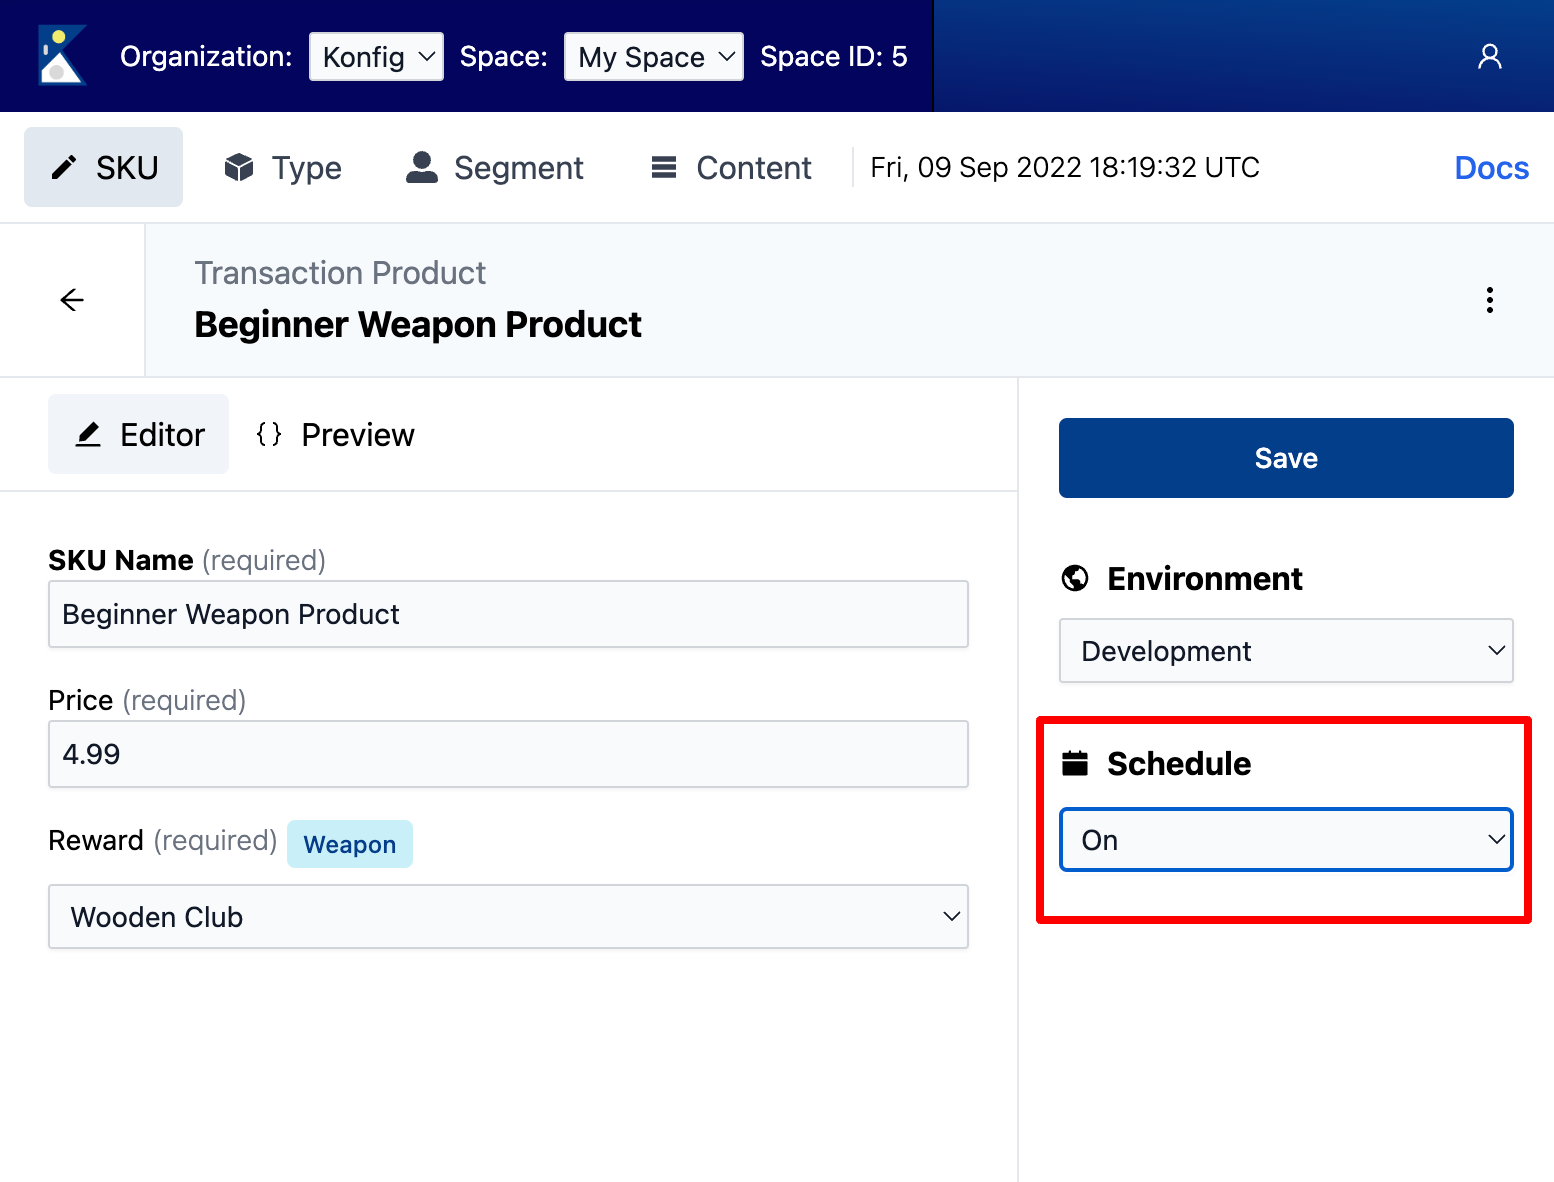 Organization: Konfig Space: My Space Space ID: 5
SKU Type Segment Content Fri, 09 Sep 2022 18:19:32 UTC Docs
Transaction Product
Beginner Weapon Product
Editor {} Preview
Save
SKU Name (required)
Beginner Weapon Product
Price (required)
4.99
Reward (required) Weapon
Wooden Club
Environment
Development
Schedule
On